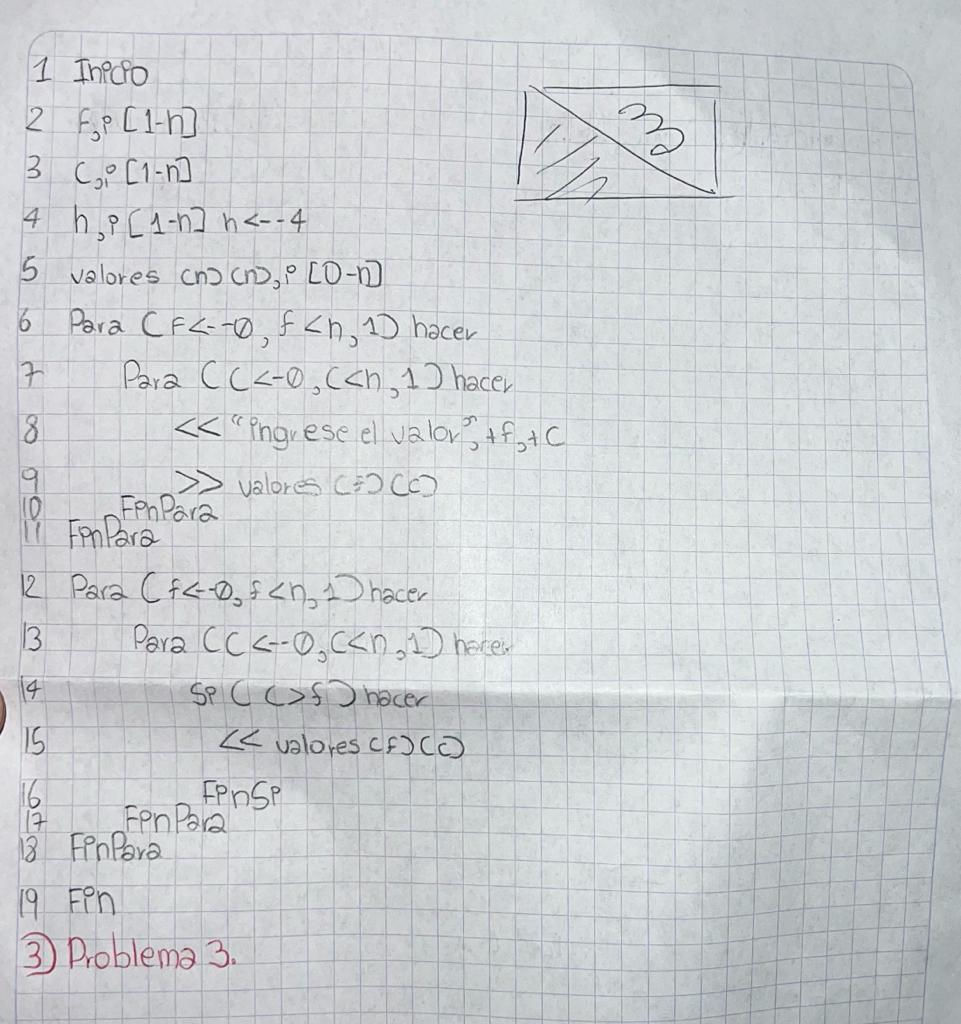 1 Inicio
2 f,i [1-n]
3 C,i [1-n]
4 n,i [1-n] n<--4
5 valores [n][n],i [0-n]
6 Para (F<--0, f<n, 1) hacer
7 Para (C<-0, C<n, 1) hacer
8 << "ingrese el valor", +f, +C
9 >> valores [f][c]
10 FinPara
11 FinPara
12 Para (f<--0, f<n, 1) hacer
13 Para (C<--0, C<n, 1) hacer
14 Si (C>f) hacer
15 << valores [f][c]
16 FinSi
17 FinPara
18 FinPara
19 Fin
3) Problema 3.